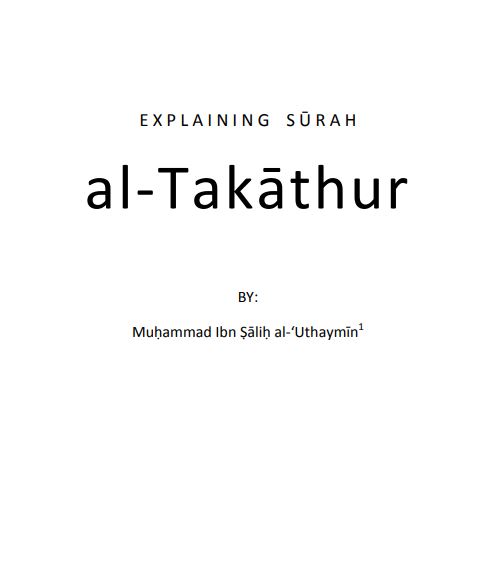 EXPLAINING SŪRAH
al-Takāthur
BY:
Muḥammad Ibn Ṣāliḥ al-‘Uthaymīn¹